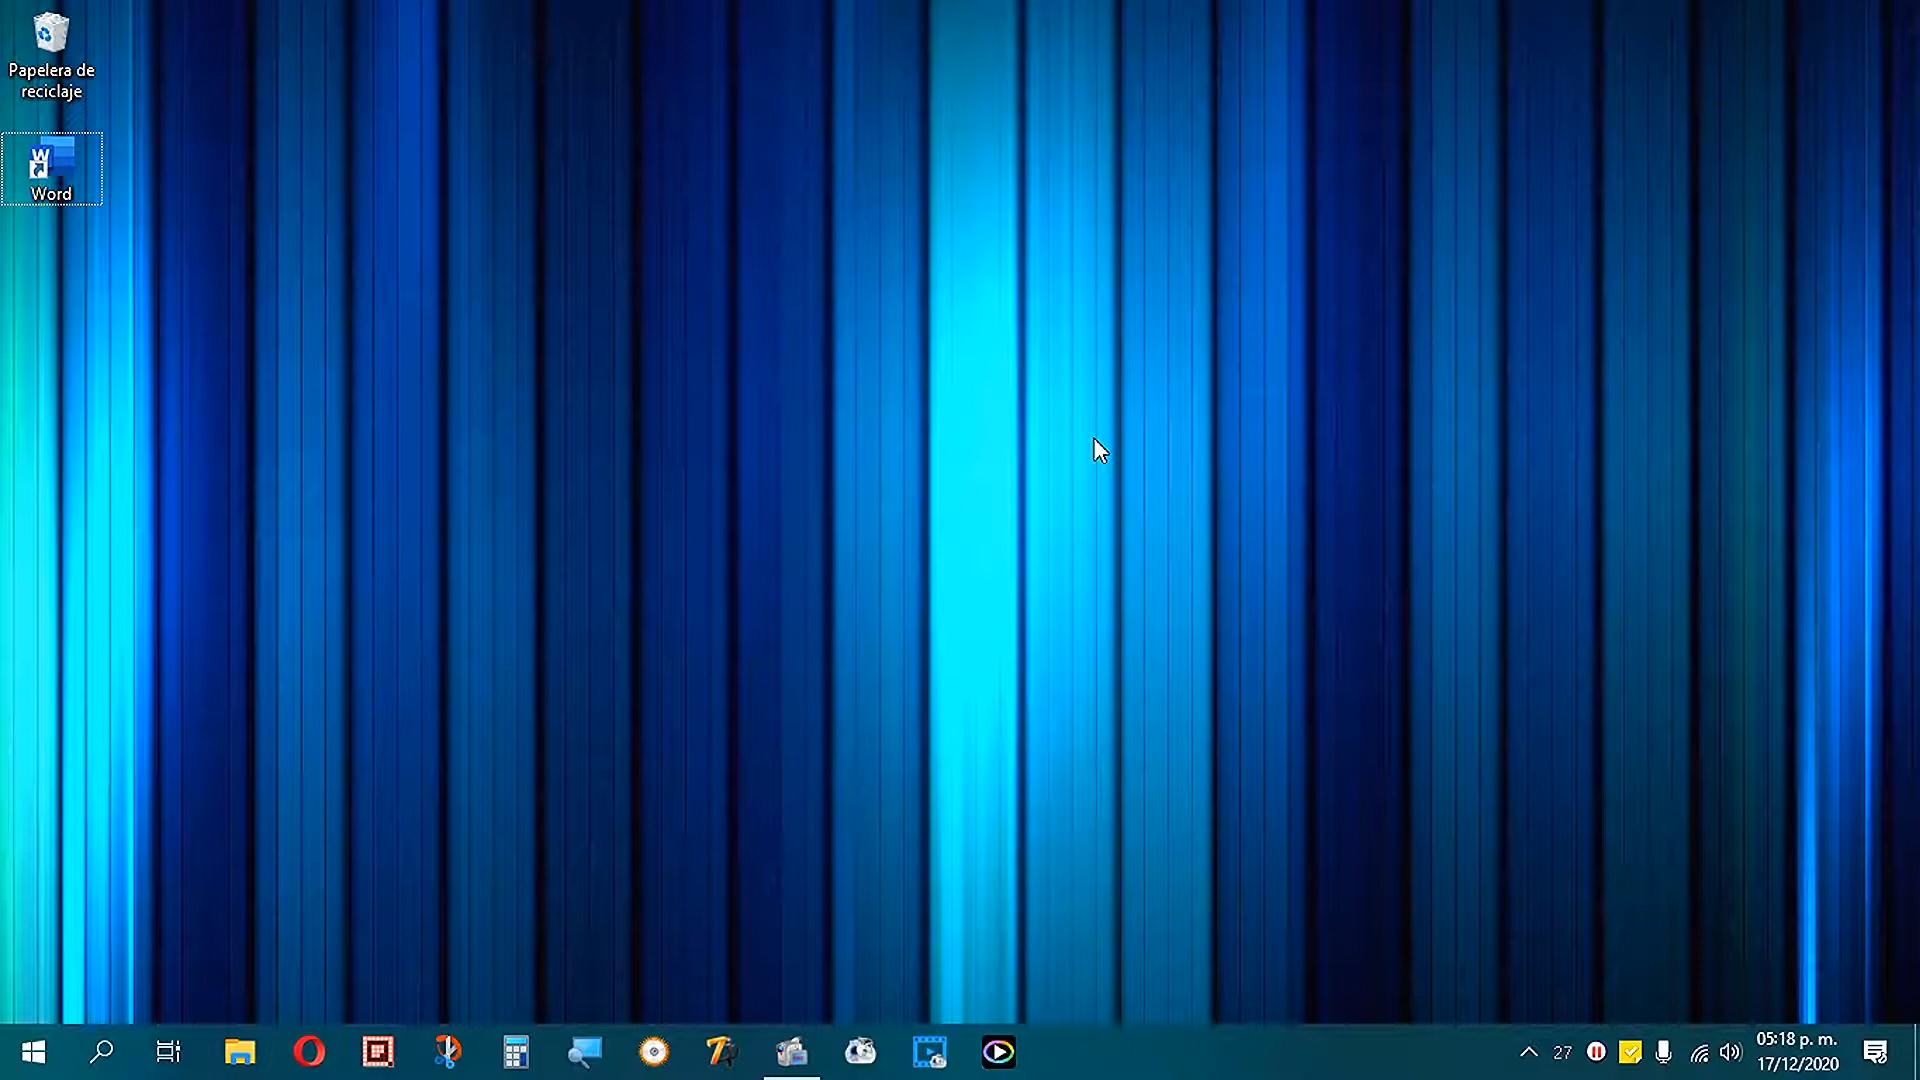 Papelera de
reciclaje
W
Word
27
05:18 p. m.
17/12/2020